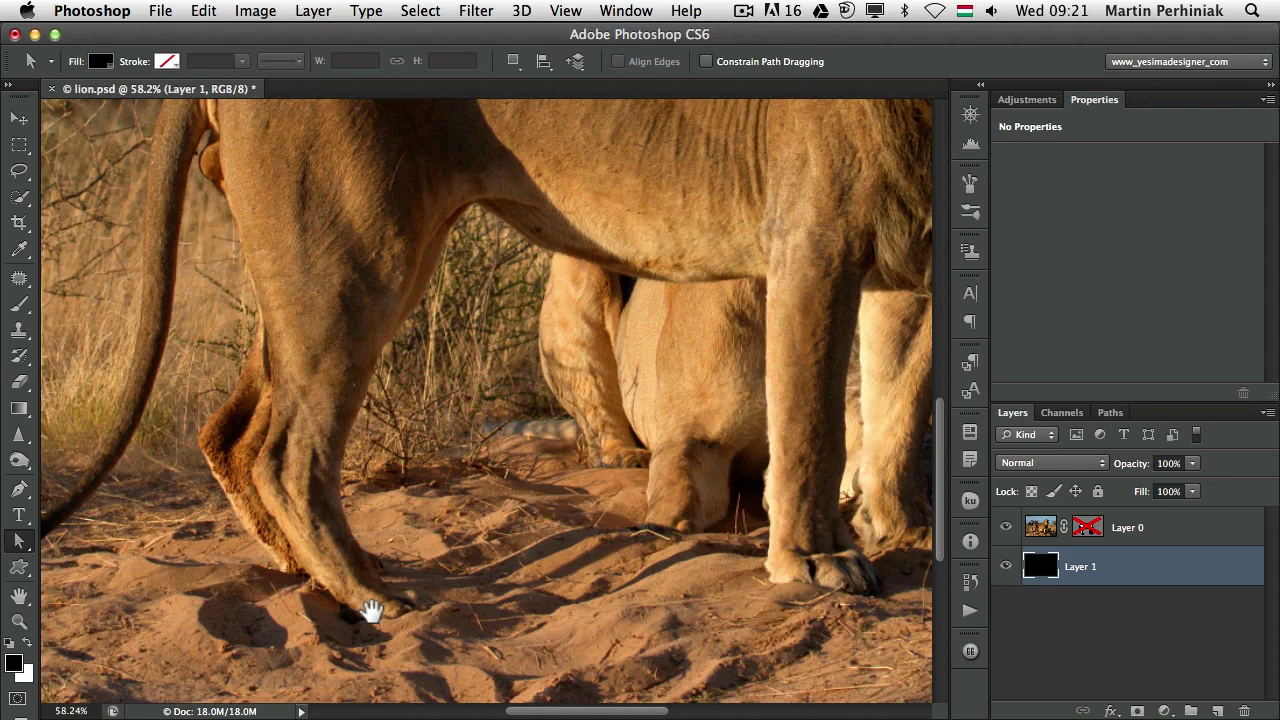 Photoshop File Edit Image Layer Type Select Filter 3D View Window Help 16 Wed 09:21 Martin Perhiniak
Adobe Photoshop CS6
Fill: Stroke: W: H: Align Edges Constrain Path Dragging www_yesimadesigner_com
× © lion.psd @ 58.2% (Layer 1, RGB/8) *
Adjustments Properties
No Properties
Layers Channels Paths
Kind
Normal Opacity: 100%
Lock: Fill: 100%
Layer 0
Layer 1
58.24% © Doc: 18.0M/18.0M